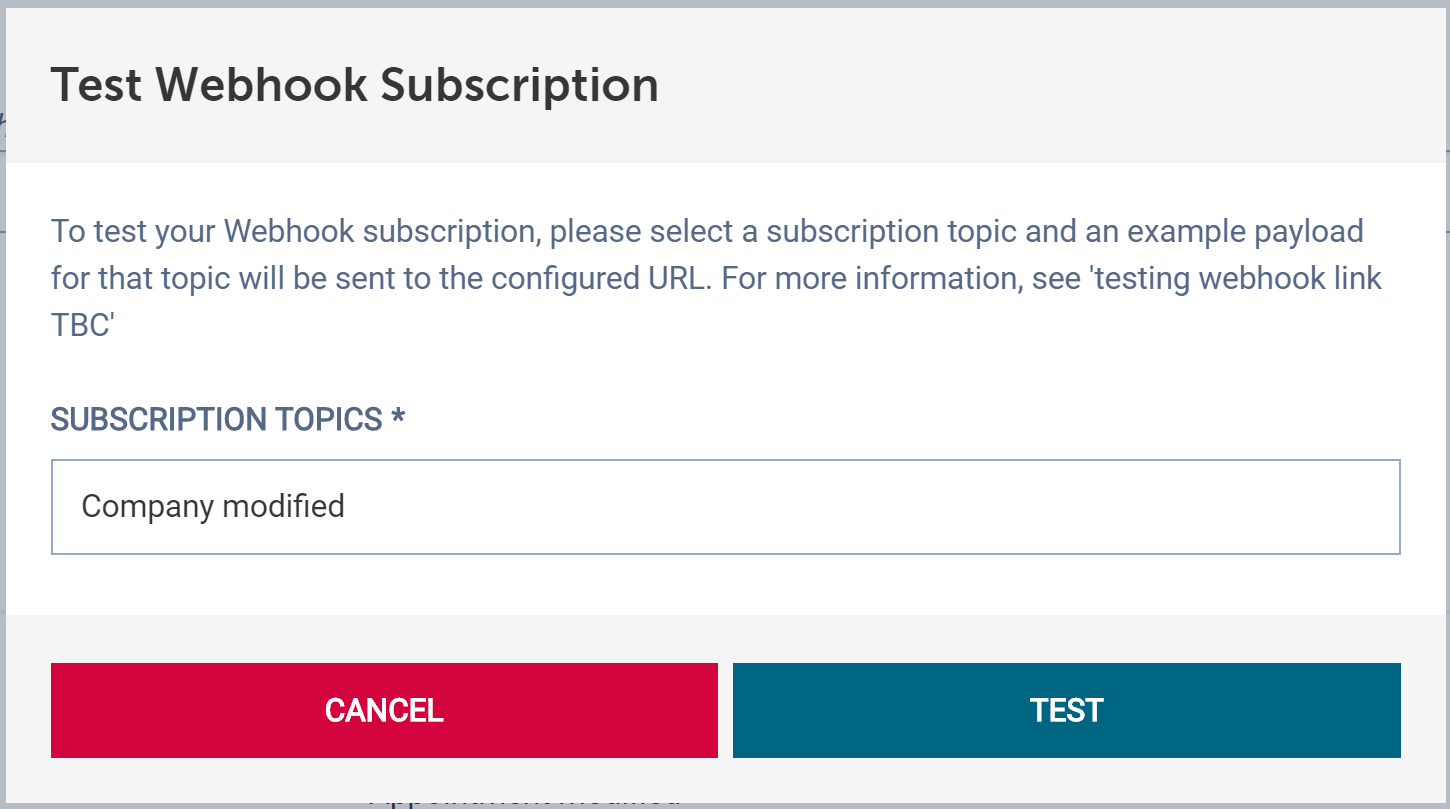 Test Webhook Subscription
To test your Webhook subscription, please select a subscription topic and an example payload
for that topic will be sent to the configured URL. For more information, see 'testing webhook link
TBC'
SUBSCRIPTION TOPICS *
Company modified
CANCEL
TEST
Appointment modified